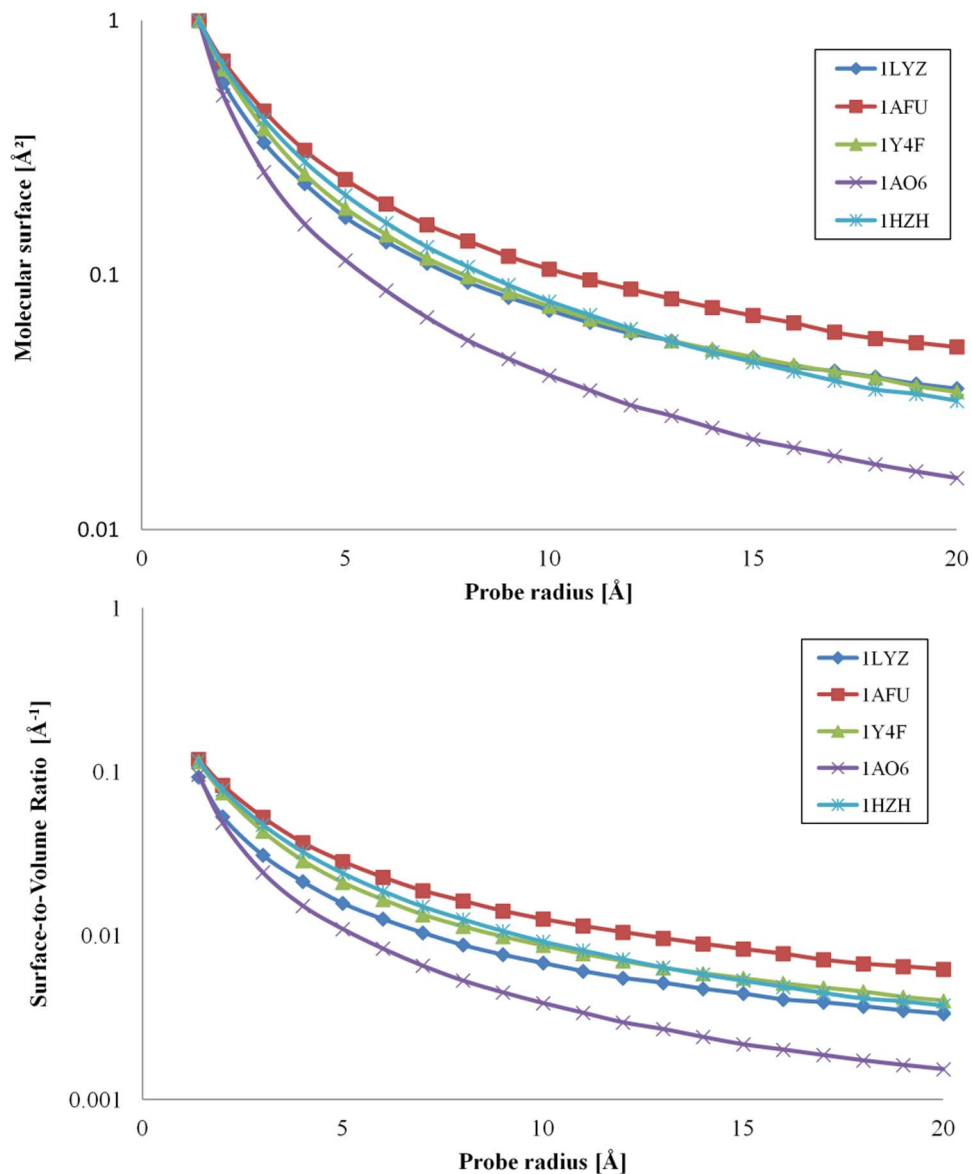 1
1LYZ
1AFU
1Y4F
1AO6
1HZH
Molecular surface [Å²]
0.1
0.01
0 5 10 15 20
Probe radius [Å]
1
1LYZ
1AFU
1Y4F
1AO6
1HZH
Surface-to-Volume Ratio [Å⁻¹]
0.1
0.01
0.001
0 5 10 15 20
Probe radius [Å]